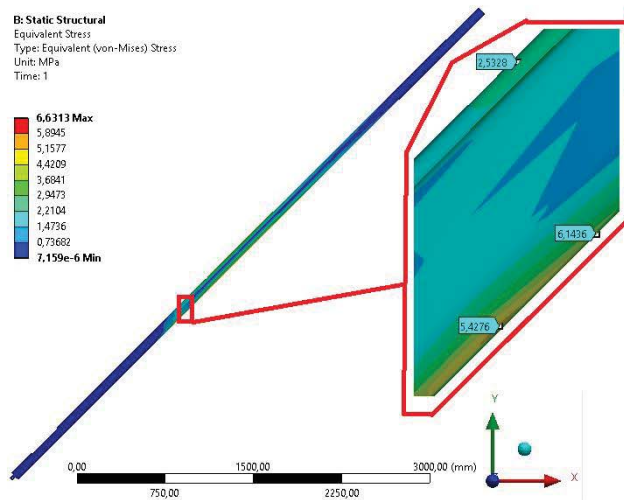 B: Static Structural
Equivalent Stress
Type: Equivalent (von-Mises) Stress
Unit: MPa
Time: 1
6,6313 Max
5,8945
5,1577
4,4209
3,6841
2,9473
2,2104
1,4736
0,73682
7,159e-6 Min
2,5328
6,1436
5,4276
Y
X
0,00
1500,00
3000,00 (mm)
750,00
2250,00